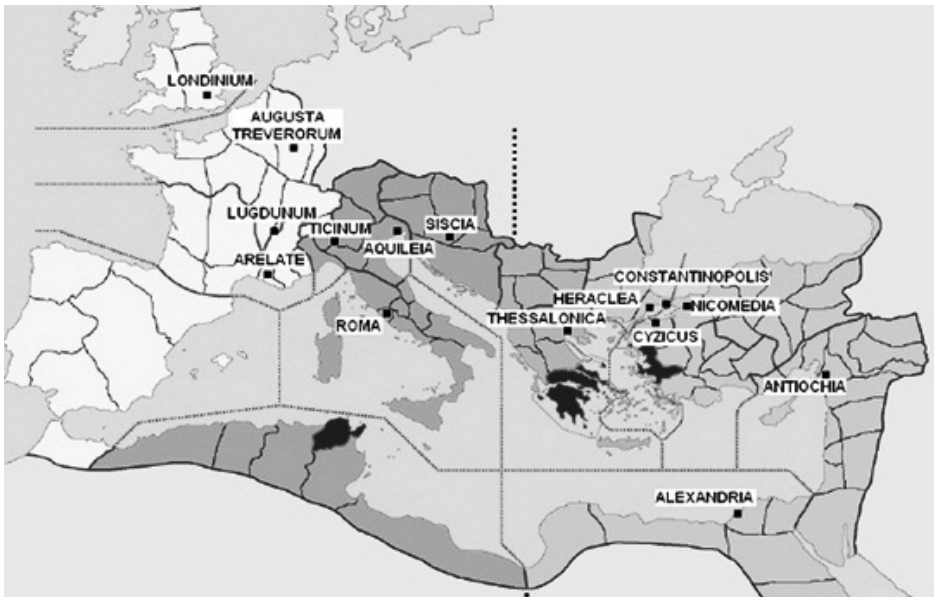 LONDINIUM
AUGUSTA
TREVERORUM
LUGDUNUM
TICINUM
SISCIA
AQUILEIA
ARELATE
CONSTANTINOPOLIS
HERACLEA
NICOMEDIA
THESSALONICA
ROMA
CYZICUS
ANTIOCHIA
ALEXANDRIA